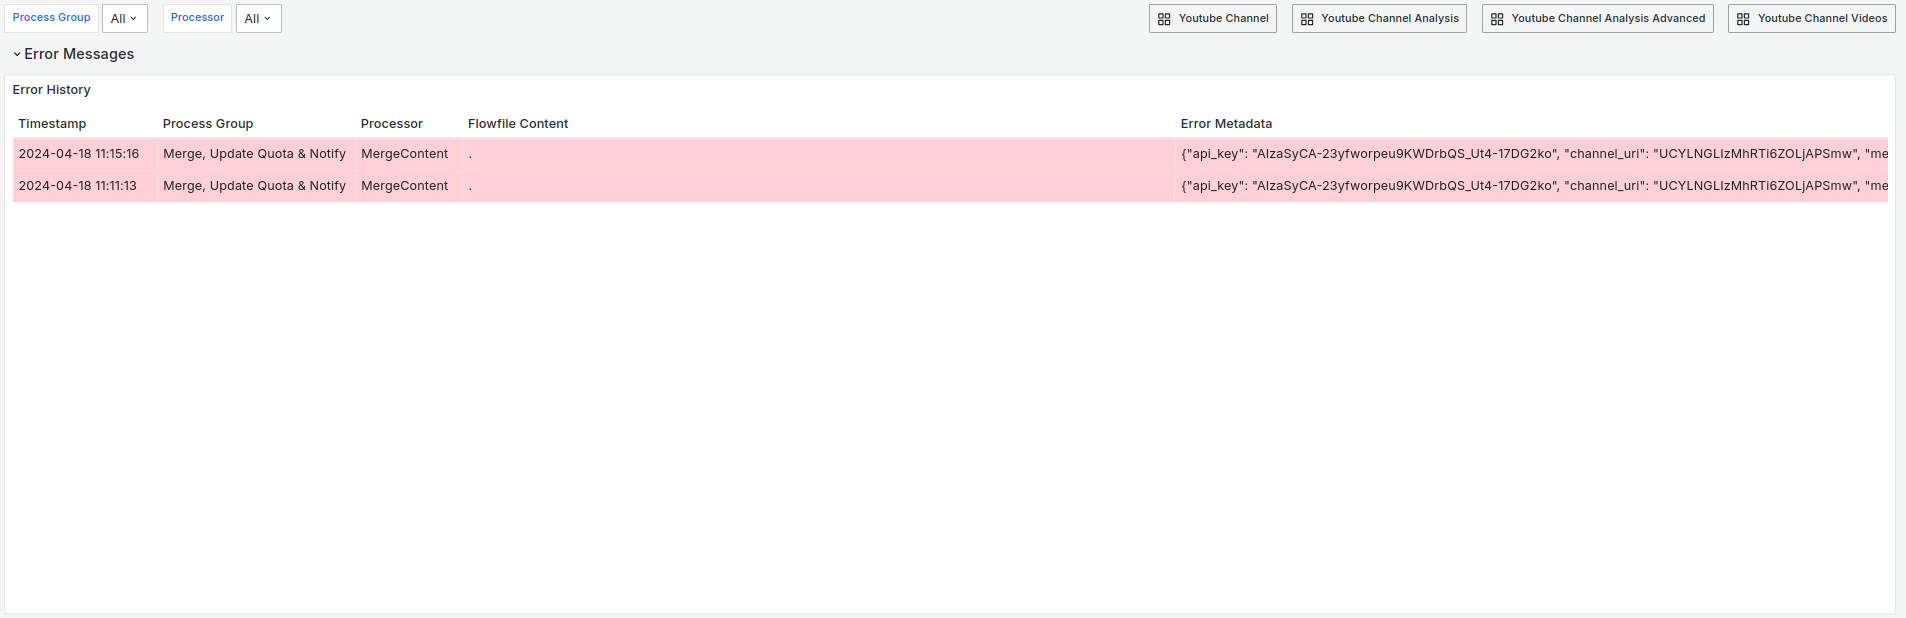 Process Group All Processor All Youtube Channel Youtube Channel Analysis Youtube Channel Analysis Advanced Youtube Channel Videos
Error Messages
Error History
Timestamp Process Group Processor Flowfile Content Error Metadata
2024-04-18 11:15:16 Merge, Update Quota & Notify MergeContent . {"api_key": "AIzaSyCA-23yfworpeu9KWDrbQS_Ut4-17DG2ko", "channel_uri": "UCYLNGLIzMhRTi6ZOLjAPSmw", "me
2024-04-18 11:11:13 Merge, Update Quota & Notify MergeContent . {"api_key": "AIzaSyCA-23yfworpeu9KWDrbQS_Ut4-17DG2ko", "channel_uri": "UCYLNGLIzMhRTi6ZOLjAPSmw", "me